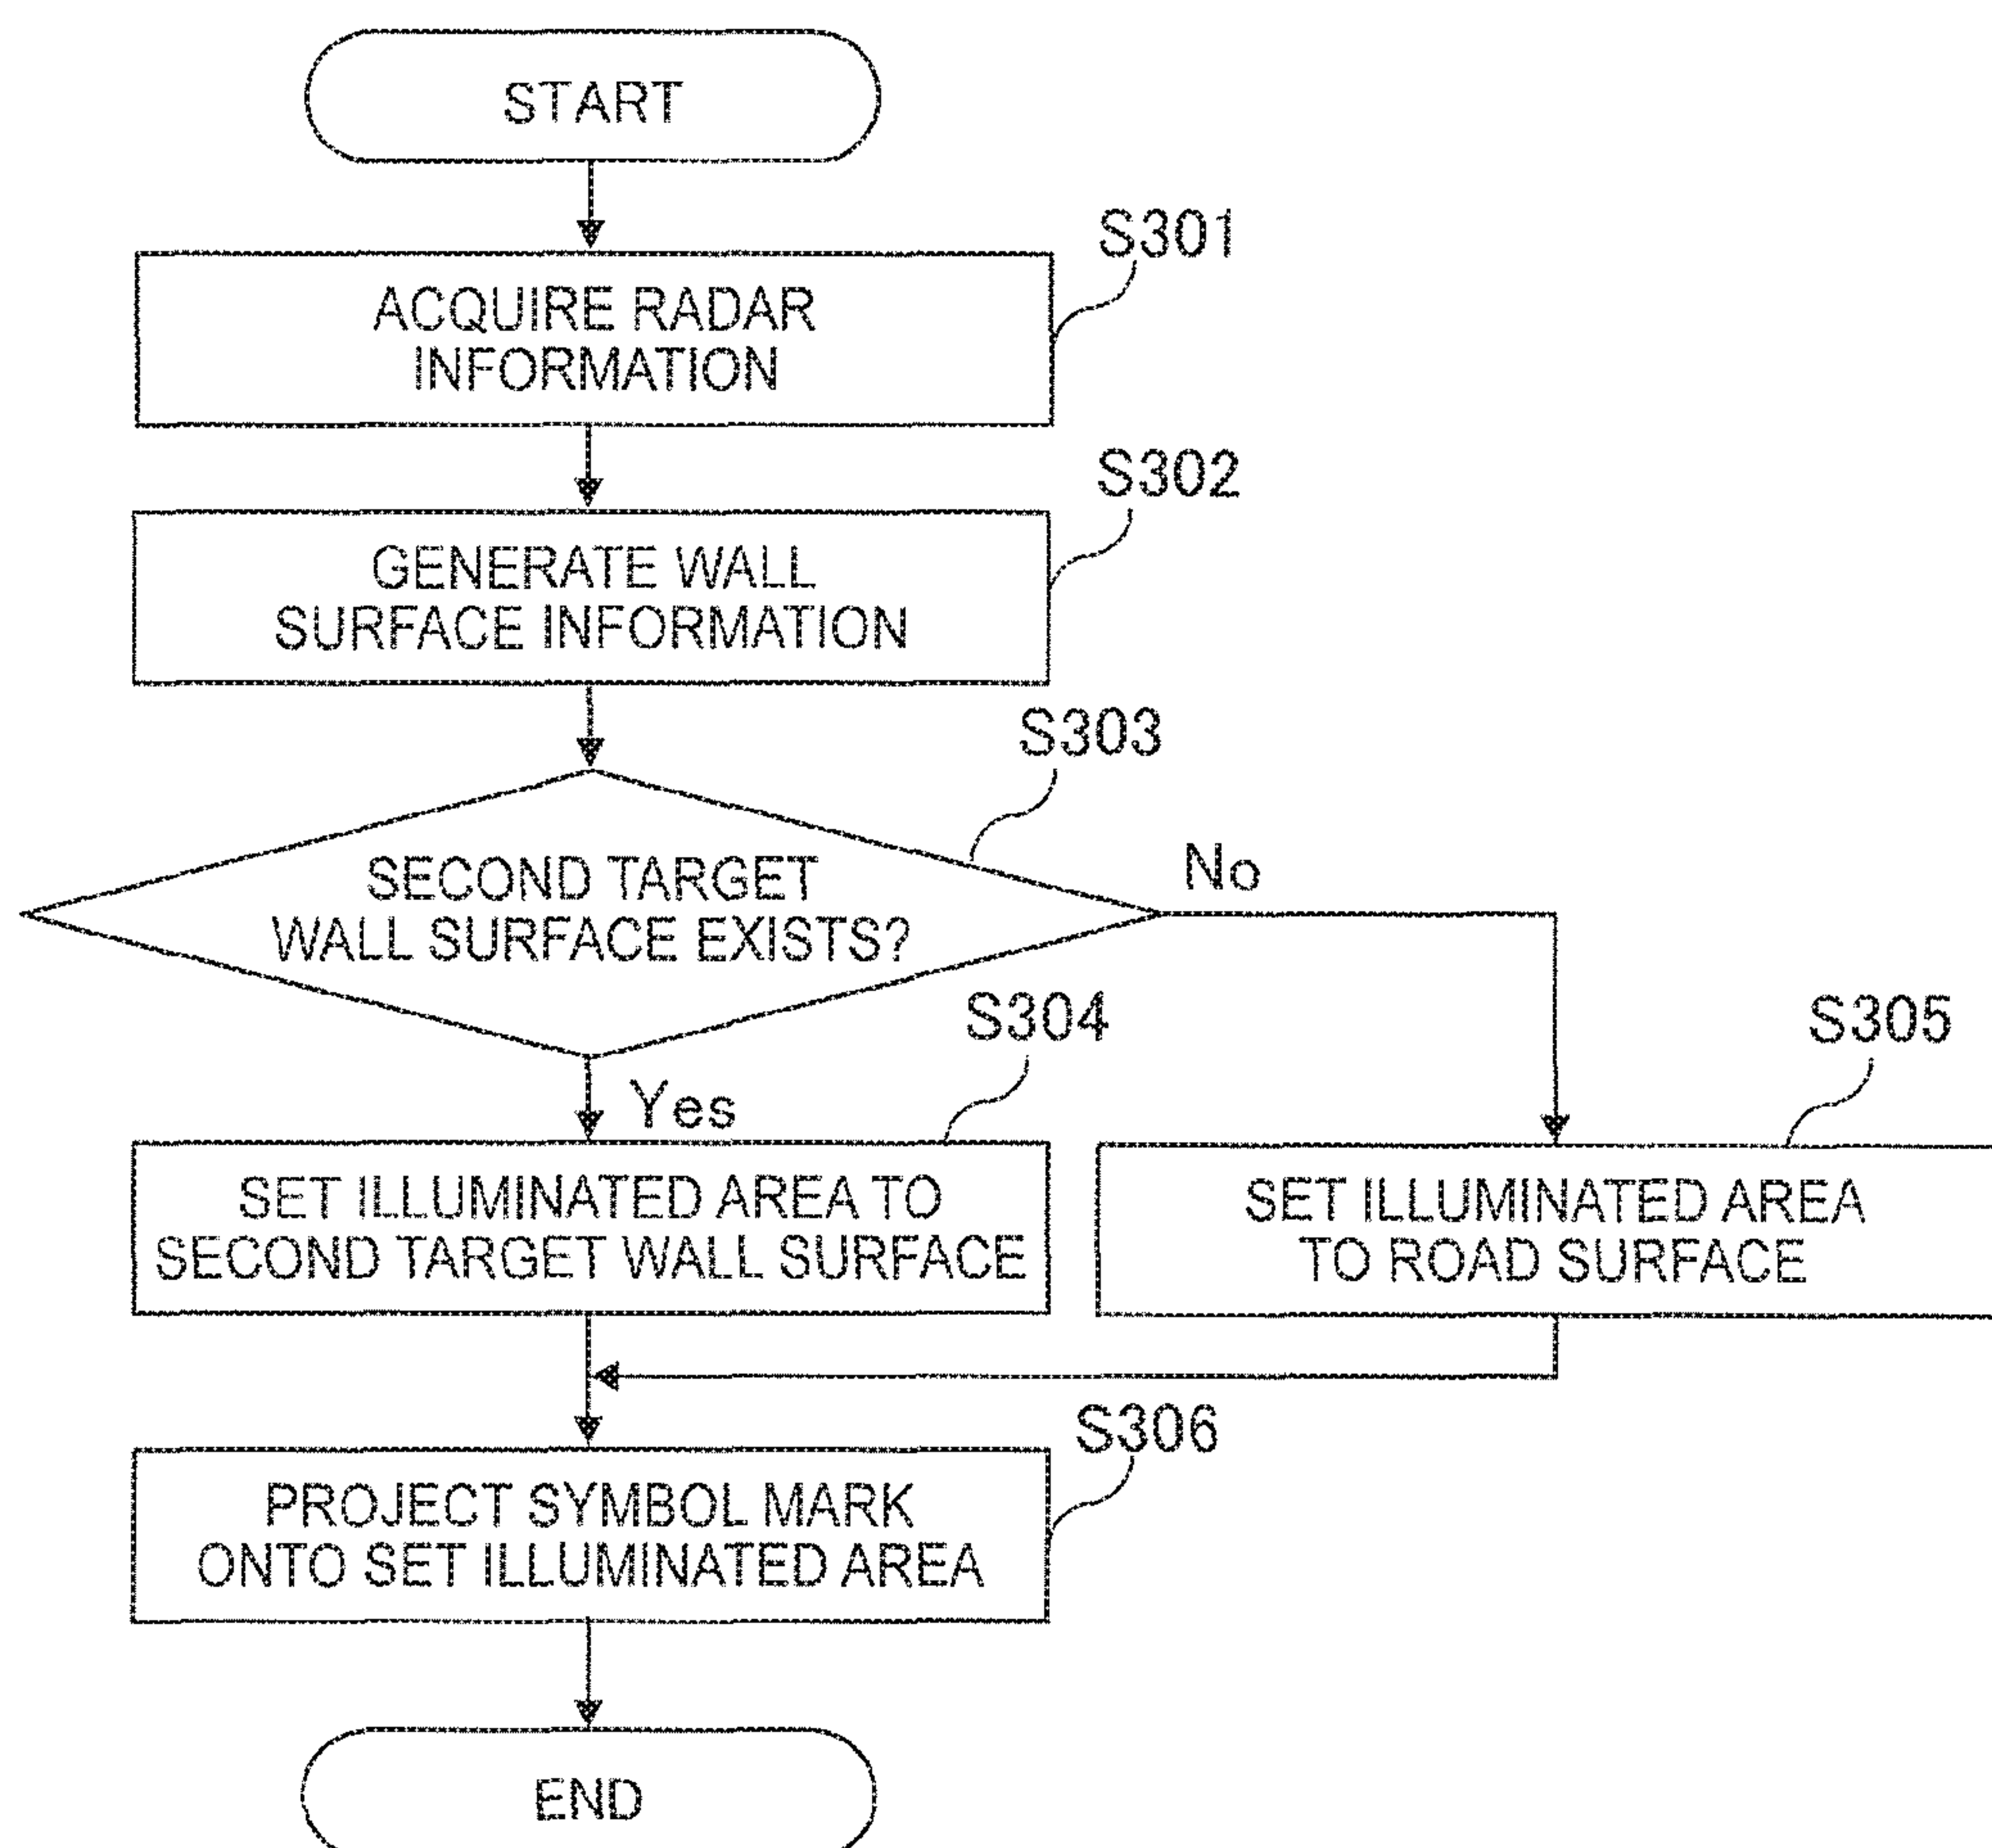 START
S301
ACQUIRE RADAR
INFORMATION
S302
GENERATE WALL
SURFACE INFORMATION
S303
SECOND TARGET
WALL SURFACE EXISTS?
No
Yes
S304
SET ILLUMINATED AREA TO
SECOND TARGET WALL SURFACE
S305
SET ILLUMINATED AREA
TO ROAD SURFACE
S306
PROJECT SYMBOL MARK
ONTO SET ILLUMINATED AREA
END